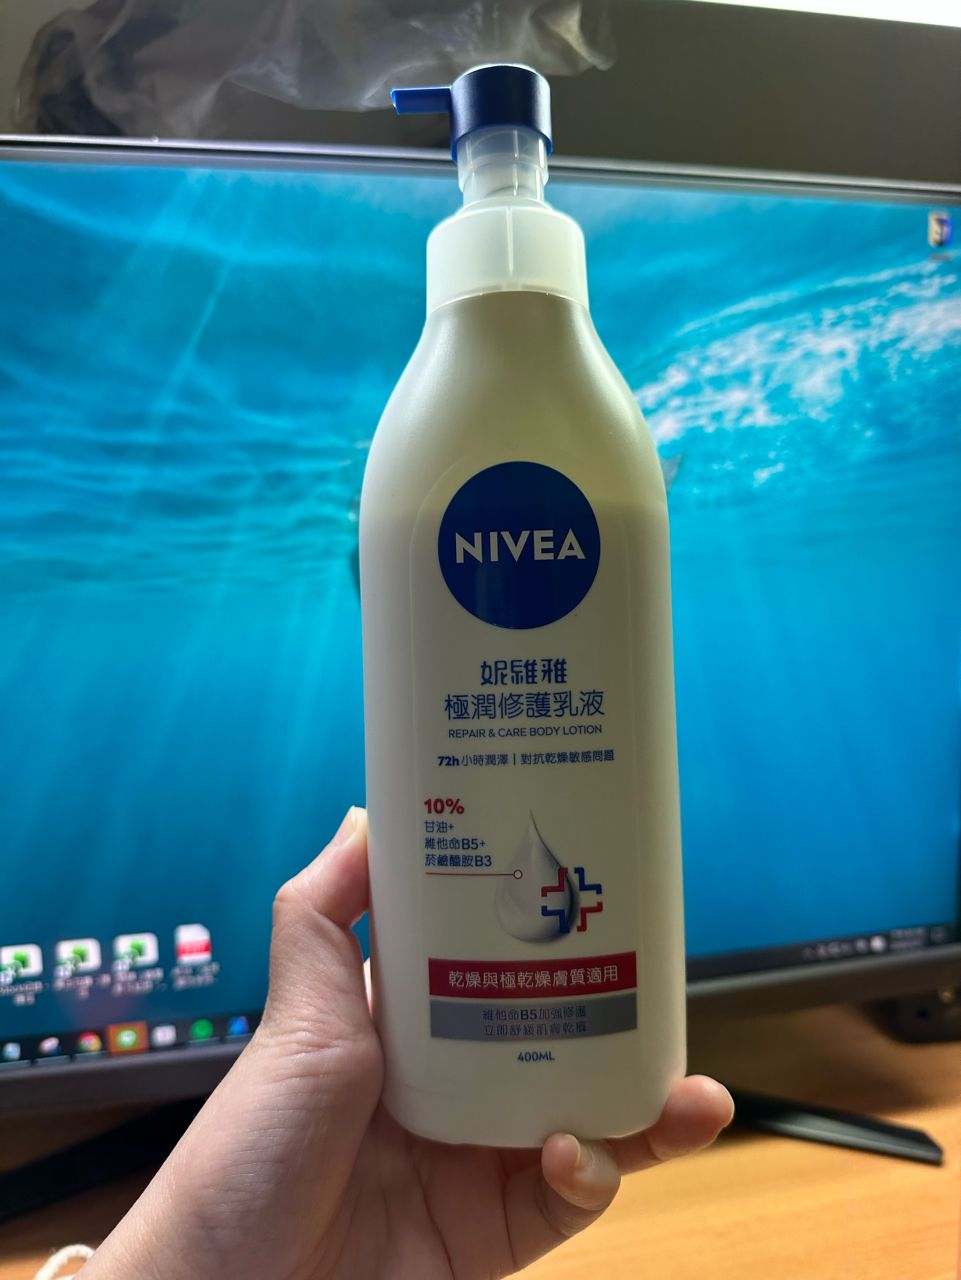 NIVEA
妮維雅
極潤修護乳液
REPAIR & CARE BODY LOTION
72h小時潤澤|對抗乾燥敏感問題
10%
甘油+
維他命B5+
菸鹼醯胺B3
乾燥與極乾燥膚質適用
維他命B5加強修護
立即舒緩肌膚乾癢
400ML